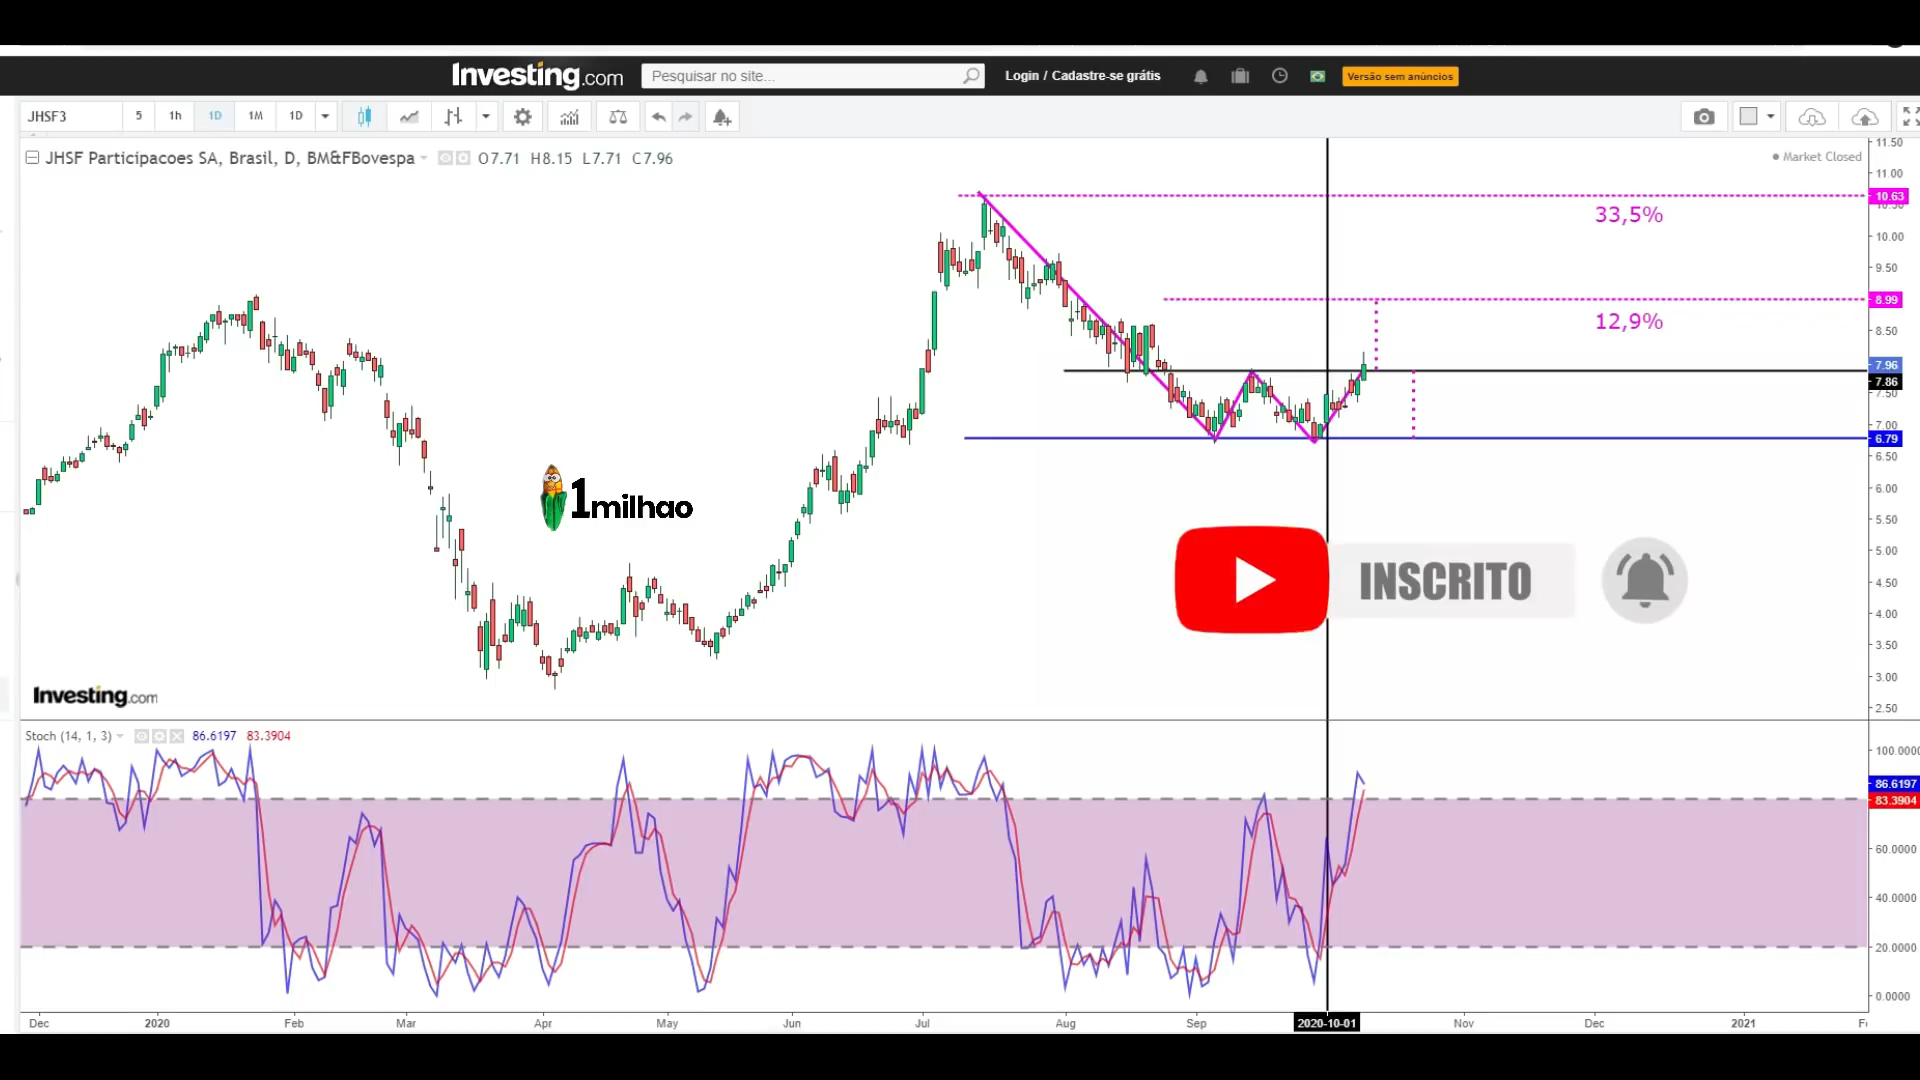 Investing.com
Pesquisar no site...
Login / Cadastre-se grátis
Versão sem anúncios
JHSF3
5
1h
1D
1M
1D
JHSF Participacoes SA, Brasil, D, BM&FBovespa
O7.71 H8.15 L7.71 C7.96
Market Closed
11.50
11.00
10.63
33,5%
10.00
9.50
8.99
12,9%
8.50
7.96
7.86
7.50
7.00
6.79
6.50
6.00
5.50
5.00
4.50
4.00
3.50
3.00
2.50
1milhao
INSCRITO
Investing.com
Stoch (14, 1, 3)
86.6197 83.3904
100.0000
86.6197
83.3904
60.0000
40.0000
20.0000
0.0000
Dec 2020 Feb Mar Apr May Jun Jul Aug Sep 2020-10-01 Nov Dec 2021